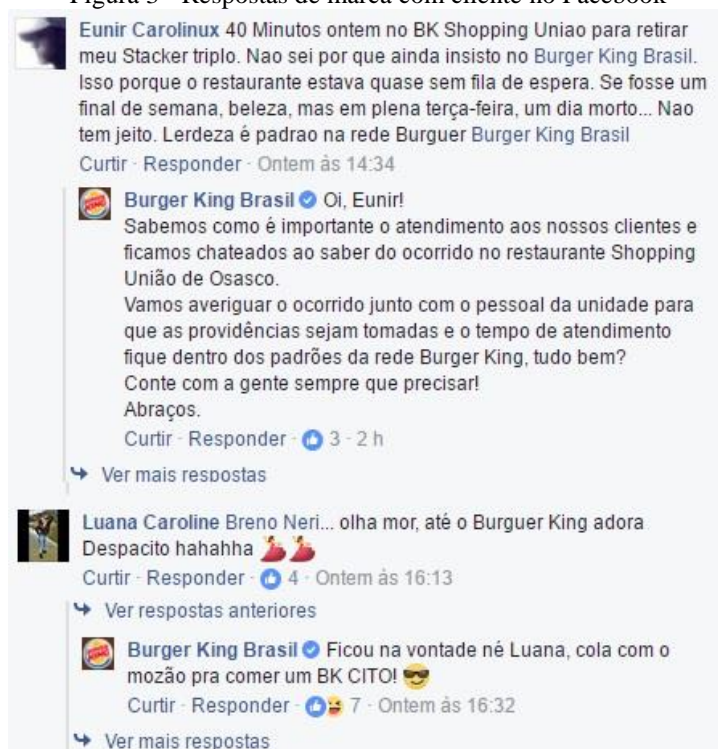 Figura 3 - Respostas de marca com cliente no Facebook
Eunir Carolinux 40 Minutos ontem no BK Shopping Uniao para retirar
meu Stacker triplo. Nao sei por que ainda insisto no Burger King Brasil.
Isso porque o restaurante estava quase sem fila de espera. Se fosse um
final de semana, beleza, mas em plena terça-feira, um dia morto... Nao
tem jeito. Lerdeza é padrao na rede Burguer Burger King Brasil
Curtir · Responder · Ontem às 14:34
Burger King Brasil Oi, Eunir!
Sabemos como é importante o atendimento aos nossos clientes e
ficamos chateados ao saber do ocorrido no restaurante Shopping
União de Osasco.
Vamos averiguar o ocorrido junto com o pessoal da unidade para
que as providências sejam tomadas e o tempo de atendimento
fique dentro dos padrões da rede Burger King, tudo bem?
Conte com a gente sempre que precisar!
Abraços.
Curtir · Responder · 3 · 2 h
Ver mais respostas
Luana Caroline Breno Neri... olha mor, até o Burguer King adora
Despacito hahahha 💃💃
Curtir · Responder · 4 · Ontem às 16:13
Ver respostas anteriores
Burger King Brasil Ficou na vontade né Luana, cola com o
mozão pra comer um BK CITO! 😎
Curtir · Responder · 7 · Ontem às 16:32
Ver mais respostas